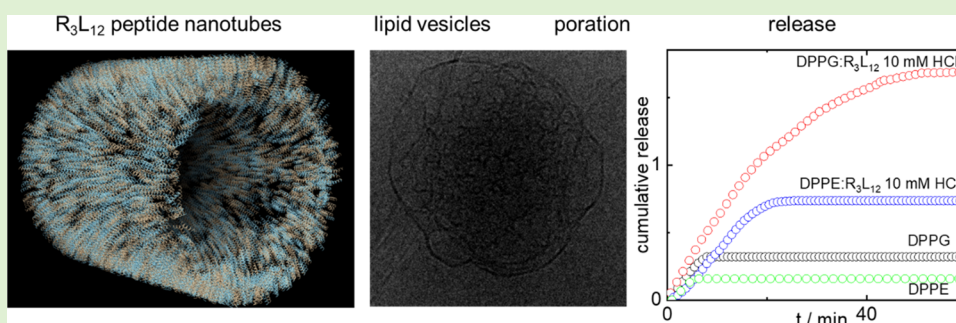 R₃L₁₂ peptide nanotubes
lipid vesicles
poration
release
DPPG:R₃L₁₂ 10 mM HCl
DPPE:R₃L₁₂ 10 mM HCl
DPPG
DPPE
cumulative release
1
0
0
40
t / min